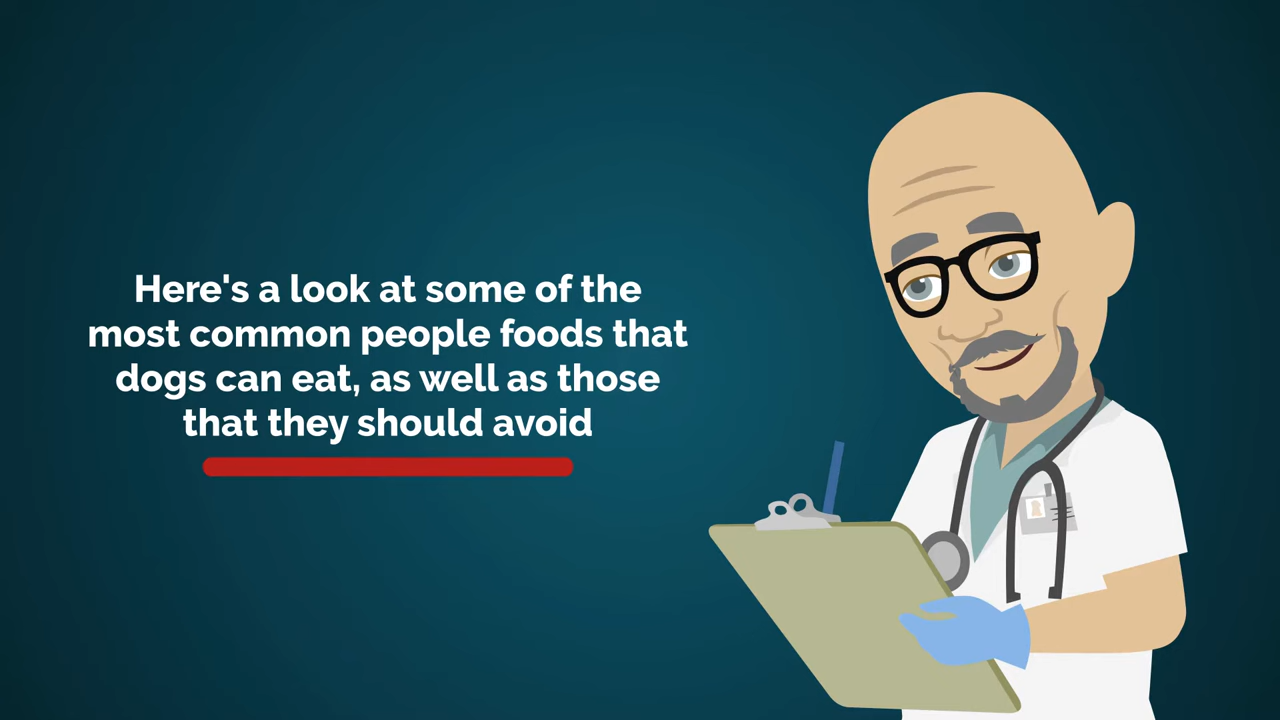 Here's a look at some of the
most common people foods that
dogs can eat, as well as those
that they should avoid